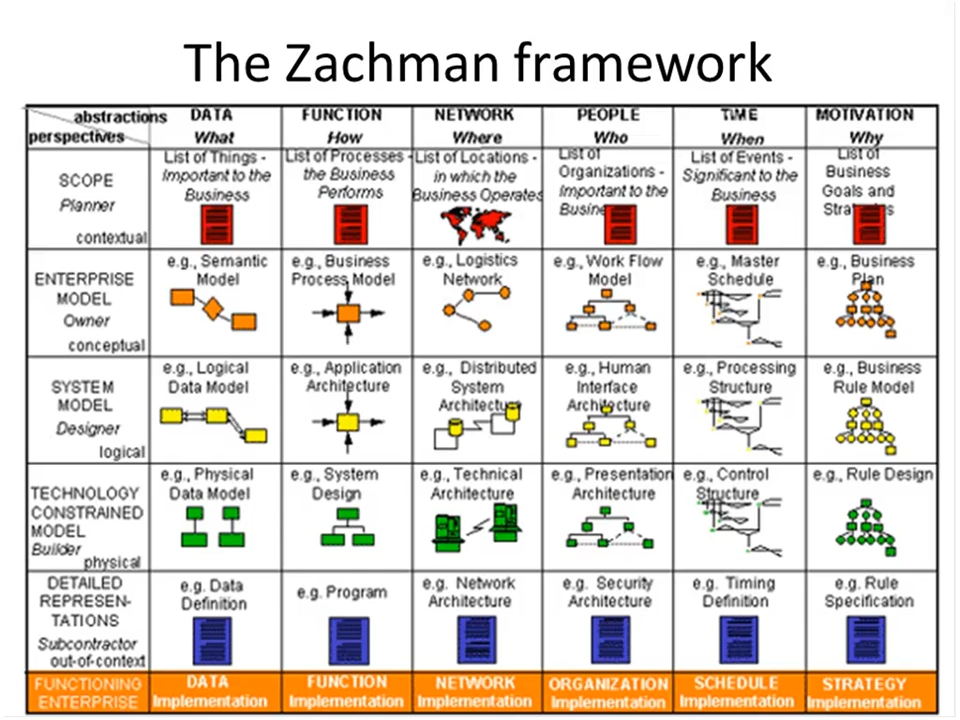 The Zachman framework
abstractions
perspectives
DATA
What
FUNCTION
How
NETWORK
Where
PEOPLE
Who
TIME
When
MOTIVATION
Why
SCOPE
Planner
contextual
List of Things -
Important to the
Business
List of Processes -
the Business
Performs
List of Locations -
in which the
Business Operates
List of
Organizations -
Important to the
Business
List of Events -
Significant to the
Business
List of
Business
Goals and
Strategies
ENTERPRISE
MODEL
Owner
conceptual
e.g., Semantic
Model
e.g., Business
Process Model
e.g., Logistics
Network
e.g., Work Flow
Model
e.g., Master
Schedule
e.g., Business
Plan
SYSTEM
MODEL
Designer
logical
e.g., Logical
Data Model
e.g., Application
Architecture
e.g., Distributed
System
Architecture
e.g., Human
Interface
Architecture
e.g., Processing
Structure
e.g., Business
Rule Model
TECHNOLOGY
CONSTRAINED
MODEL
Builder
physical
e.g., Physical
Data Model
e.g., System
Design
e.g., Technical
Architecture
e.g., Presentation
Architecture
e.g., Control
Structure
e.g., Rule Design
DETAILED
REPRESEN-
TATIONS
Subcontractor
out-of-context
e.g. Data
Definition
e.g. Program
e.g. Network
Architecture
e.g. Security
Architecture
e.g. Timing
Definition
e.g. Rule
Specification
FUNCTIONING
ENTERPRISE
DATA
Implementation
FUNCTION
Implementation
NETWORK
Implementation
ORGANIZATION
Implementation
SCHEDULE
Implementation
STRATEGY
Implementation